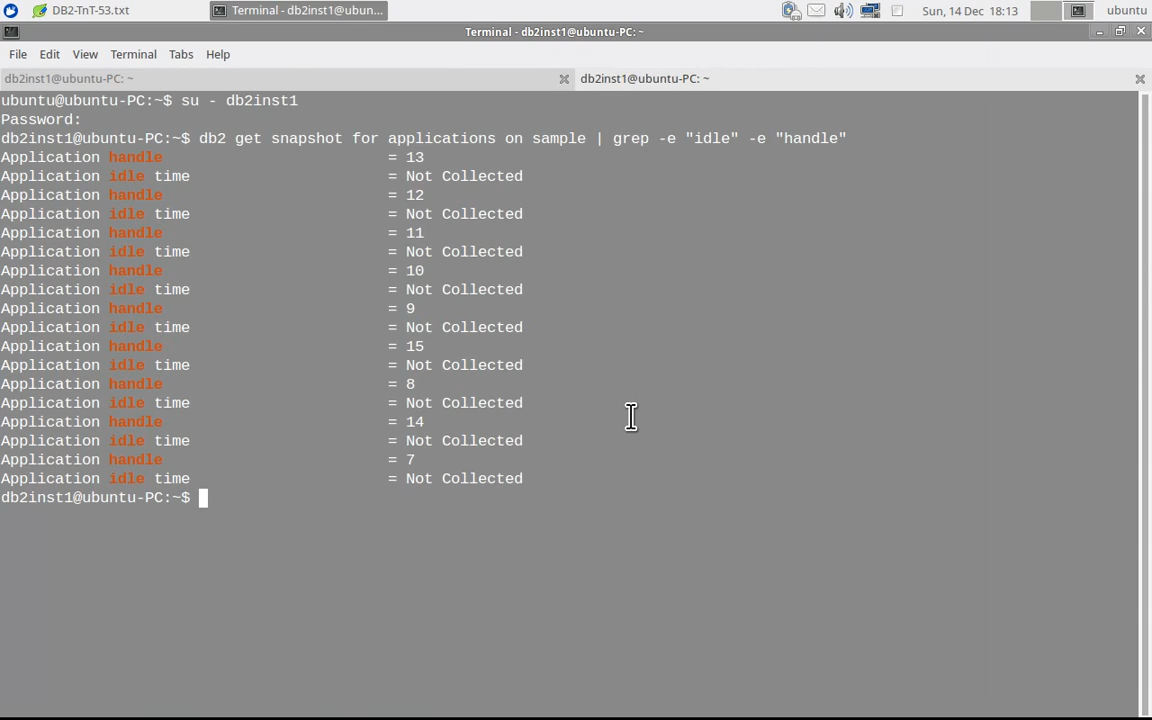 DB2-TnT-53.txt
Terminal - db2inst1@ubun...
Sun, 14 Dec 18:13
ubuntu
Terminal - db2inst1@ubuntu-PC: ~
File Edit View Terminal Tabs Help
db2inst1@ubuntu-PC: ~
db2inst1@ubuntu-PC: ~
ubuntu@ubuntu-PC:~$ su - db2inst1
Password:
db2inst1@ubuntu-PC:~$ db2 get snapshot for applications on sample | grep -e "idle" -e "handle"
Application handle = 13
Application idle time = Not Collected
Application handle = 12
Application idle time = Not Collected
Application handle = 11
Application idle time = Not Collected
Application handle = 10
Application idle time = Not Collected
Application handle = 9
Application idle time = Not Collected
Application handle = 15
Application idle time = Not Collected
Application handle = 8
Application idle time = Not Collected
Application handle = 14
Application idle time = Not Collected
Application handle = 7
Application idle time = Not Collected
db2inst1@ubuntu-PC:~$